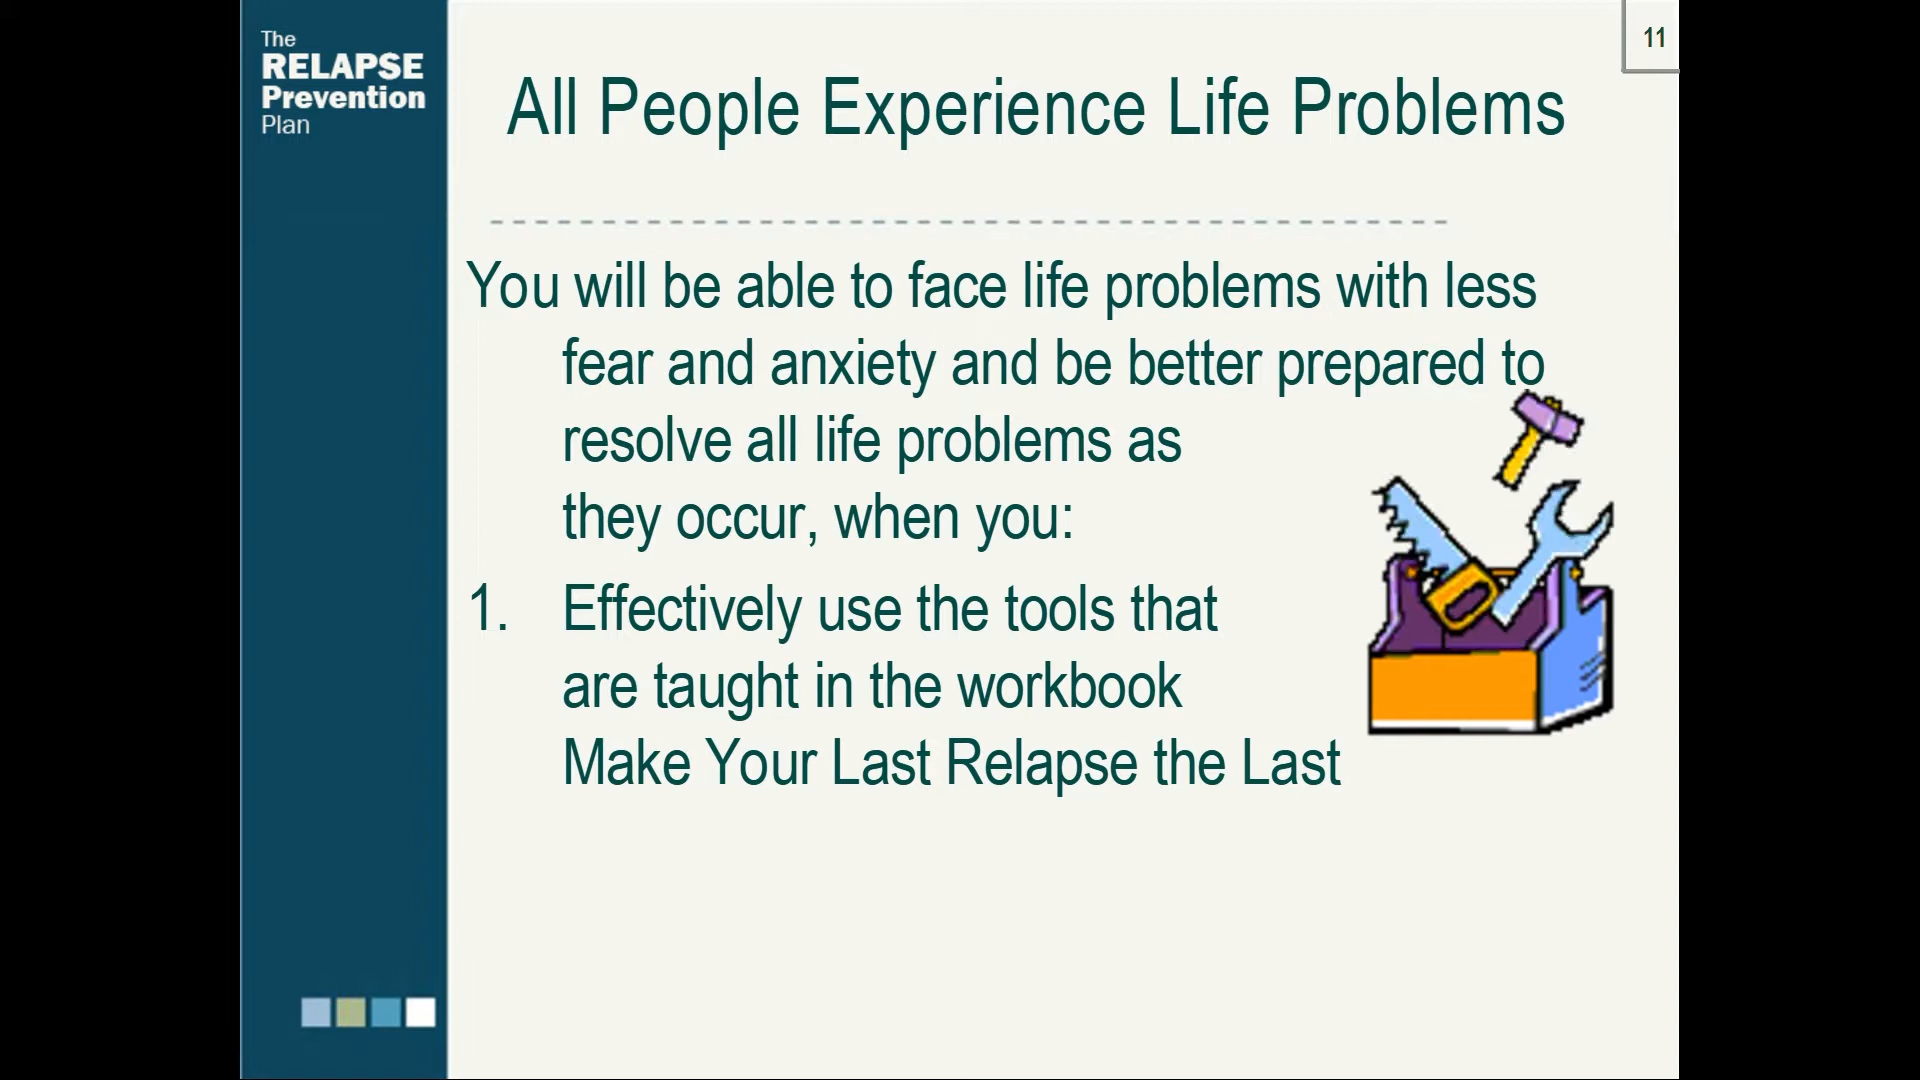 The
RELAPSE
Prevention
Plan
11
All People Experience Life Problems
You will be able to face life problems with less
fear and anxiety and be better prepared to
resolve all life problems as
they occur, when you:
1. Effectively use the tools that
are taught in the workbook
Make Your Last Relapse the Last